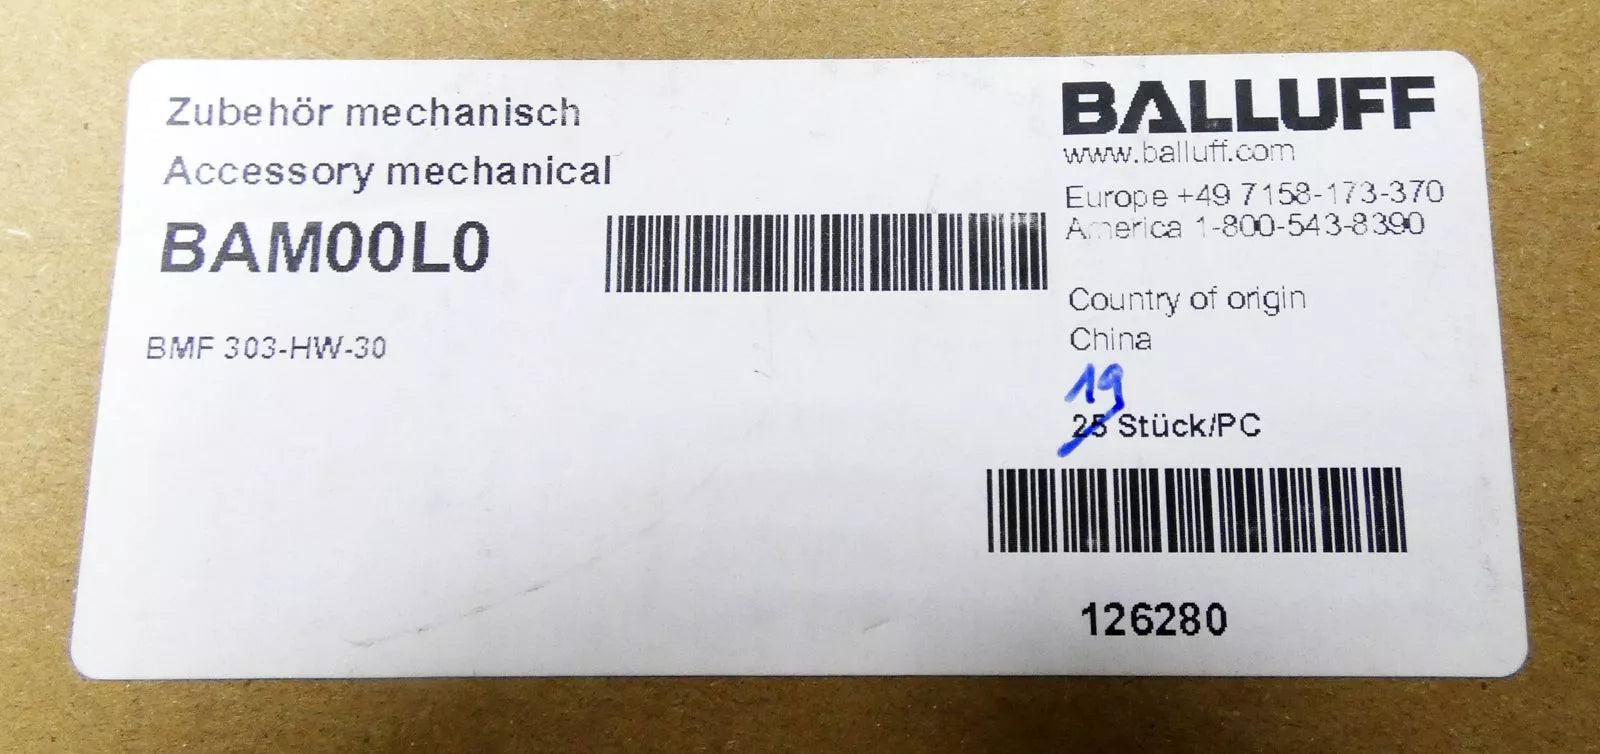 Zubehör mechanisch
Accessory mechanical
BAM00L0
BMF 303-HW-30
BALLUFF
www.balluff.com
Europe +49 7158-173-370
America 1-800-543-8390
Country of origin
China
19
25 Stück/PC
126280